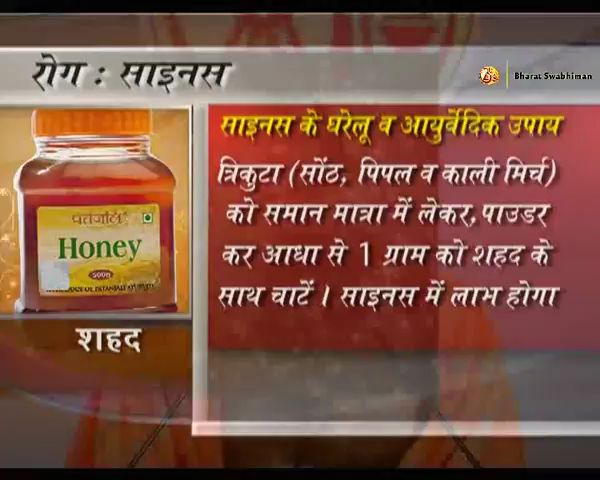 रोग : साइनस
Bharat Swabhiman
साइनस के घरेलू व आयुर्वेदिक उपाय
त्रिकुटा (सोंठ, पिपल व काली मिर्च)
को समान मात्रा में लेकर, पाउडर
कर आधा से 1 ग्राम को शहद के
साथ चाटें । साइनस में लाभ होगा
पतंजलि
Honey
500g
शहद